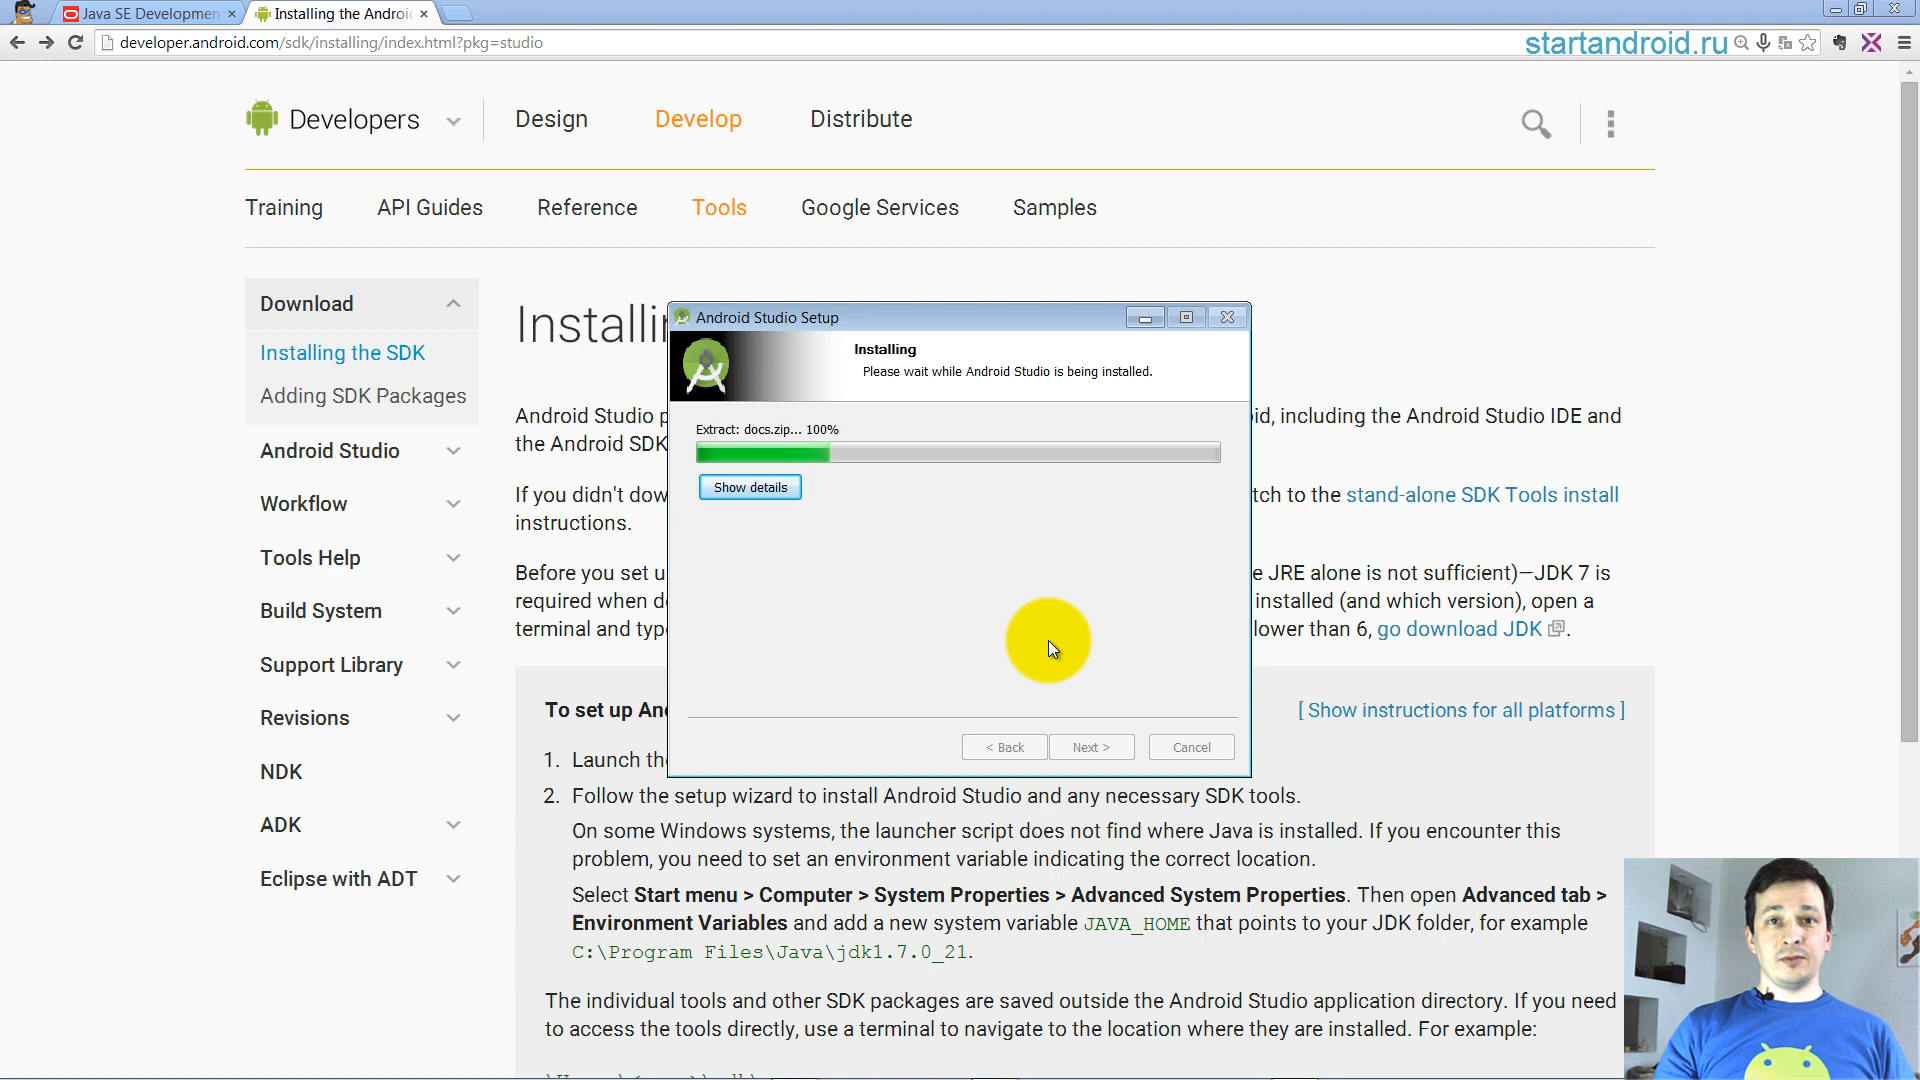 Java SE Developmen
Installing the Androi
developer.android.com/sdk/installing/index.html?pkg=studio
startandroid.ru
Developers
Design
Develop
Distribute
Training
API Guides
Reference
Tools
Google Services
Samples
Download
Installing the SDK
Adding SDK Packages
Android Studio
Workflow
Tools Help
Build System
Support Library
Revisions
NDK
ADK
Eclipse with ADT
Android Studio Setup
Installing
Please wait while Android Studio is being installed.
Extract: docs.zip... 100%
Show details
< Back
Next >
Cancel
Android Studio including the Android Studio IDE and
the Android SDK
If you didn't to the stand-alone SDK Tools install
instructions.
Before you set JRE alone is not sufficient)—JDK 7 is
required when installed (and which version), open a
terminal and lower than 6, go download JDK.
To set up
[ Show instructions for all platforms ]
1. Launch
2. Follow the setup wizard to install Android Studio and any necessary SDK tools.
On some Windows systems, the launcher script does not find where Java is installed. If you encounter this
problem, you need to set an environment variable indicating the correct location.
Select Start menu > Computer > System Properties > Advanced System Properties. Then open Advanced tab >
Environment Variables and add a new system variable JAVA_HOME that points to your JDK folder, for example
C:\Program Files\Java\jdk1.7.0_21.
The individual tools and other SDK packages are saved outside the Android Studio application directory. If you need
to access the tools directly, use a terminal to navigate to the location where they are installed. For example: